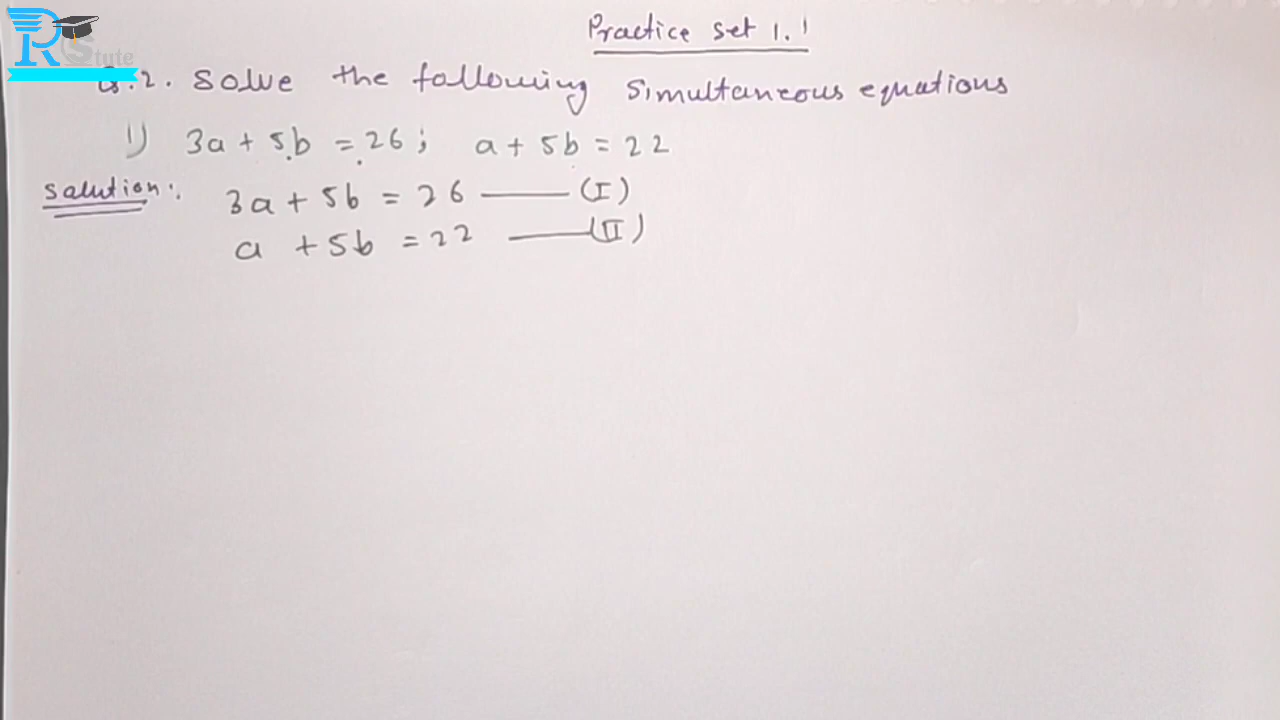 RStute
Practice set 1.1
Q.2. Solve the following simultaneous equations
1) 3a + 5b = 26 ; a + 5b = 22
Solution:
3a + 5b = 26 —— (I)
a + 5b = 22 —— (II)